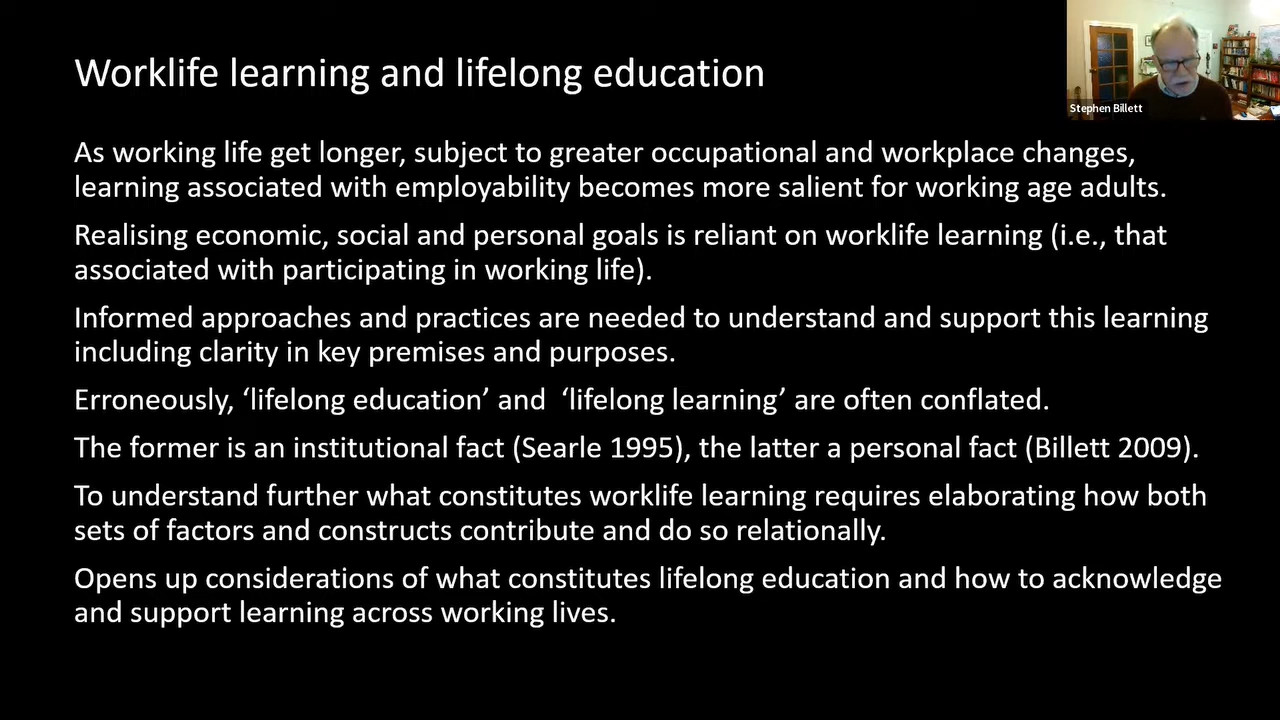 Worklife learning and lifelong education
Stephen Billett
As working life get longer, subject to greater occupational and workplace changes,
learning associated with employability becomes more salient for working age adults.
Realising economic, social and personal goals is reliant on worklife learning (i.e., that
associated with participating in working life).
Informed approaches and practices are needed to understand and support this learning
including clarity in key premises and purposes.
Erroneously, ‘lifelong education’ and  ‘lifelong learning’ are often conflated.
The former is an institutional fact (Searle 1995), the latter a personal fact (Billett 2009).
To understand further what constitutes worklife learning requires elaborating how both
sets of factors and constructs contribute and do so relationally.
Opens up considerations of what constitutes lifelong education and how to acknowledge
and support learning across working lives.